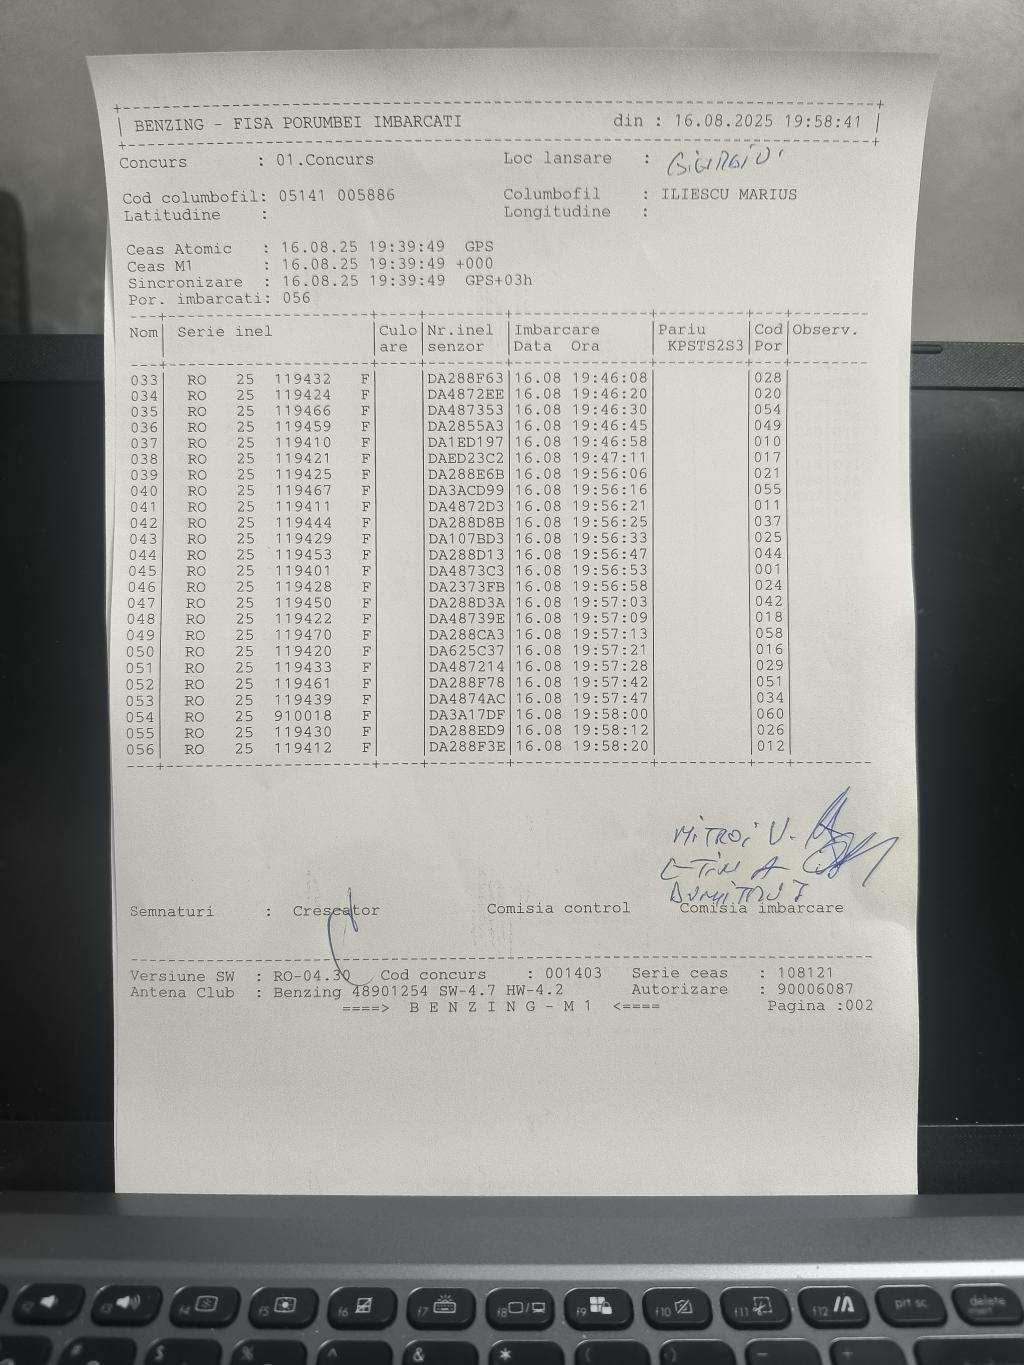 BENZING - FISA PORUMBEI IMBARCATI din : 16.08.2025 19:58:41
Concurs : 01.Concurs Loc lansare :
Cod columbofil: 05141 005886 Columbofil : ILIESCU MARIUS
Latitudine : Longitudine :
Ceas Atomic : 16.08.25 19:39:49 GPS
Ceas M1 : 16.08.25 19:39:49 +000
Sincronizare : 16.08.25 19:39:49 GPS+03h
Por. imbarcati: 056
Nom Serie inel Culo Nr.inel Imbarcare Pariu Cod Observ.
are senzor Data Ora KPSTS2S3 Por
033 RO 25 119432 F DA288F63 16.08 19:46:08 028
034 RO 25 119424 F DA4872EE 16.08 19:46:20 020
035 RO 25 119466 F DA487353 16.08 19:46:30 054
036 RO 25 119459 F DA2855A3 16.08 19:46:45 049
037 RO 25 119410 F DA1ED197 16.08 19:46:58 010
038 RO 25 119421 F DAED23C2 16.08 19:47:11 017
039 RO 25 119425 F DA288E6B 16.08 19:56:06 021
040 RO 25 119467 F DA3ACD99 16.08 19:56:16 055
041 RO 25 119411 F DA4872D3 16.08 19:56:21 011
042 RO 25 119444 F DA288D8B 16.08 19:56:25 037
043 RO 25 119429 F DA107BD3 16.08 19:56:33 025
044 RO 25 119453 F DA288D13 16.08 19:56:47 044
045 RO 25 119401 F DA4873C3 16.08 19:56:53 001
046 RO 25 119428 F DA2373FB 16.08 19:56:58 024
047 RO 25 119450 F DA288D3A 16.08 19:57:03 042
048 RO 25 119422 F DA48739E 16.08 19:57:09 018
049 RO 25 119470 F DA288CA3 16.08 19:57:13 058
050 RO 25 119420 F DA625C37 16.08 19:57:21 016
051 RO 25 119433 F DA487214 16.08 19:57:28 029
052 RO 25 119461 F DA288F78 16.08 19:57:42 051
053 RO 25 119439 F DA4874AC 16.08 19:57:47 034
054 RO 25 910018 F DA3A17DF 16.08 19:58:00 060
055 RO 25 119430 F DA288ED9 16.08 19:58:12 026
056 RO 25 119412 F DA288F3E 16.08 19:58:20 012
MITROI V.
DUMITRU I
Semnaturi : Crescator Comisia control Comisia imbarcare
Versiune SW : RO-04.30 Cod concurs : 001403 Serie ceas : 108121
Antena Club : Benzing 48901254 SW-4.7 HW-4.2 Autorizare : 90006087
====> B E N Z I N G - M 1 <==== Pagina :002
f2 f3 f4 f5 f6 f7 f8 f9 f10 f11 f12 prt sc delete
# $ % ^ & * ( ) - +